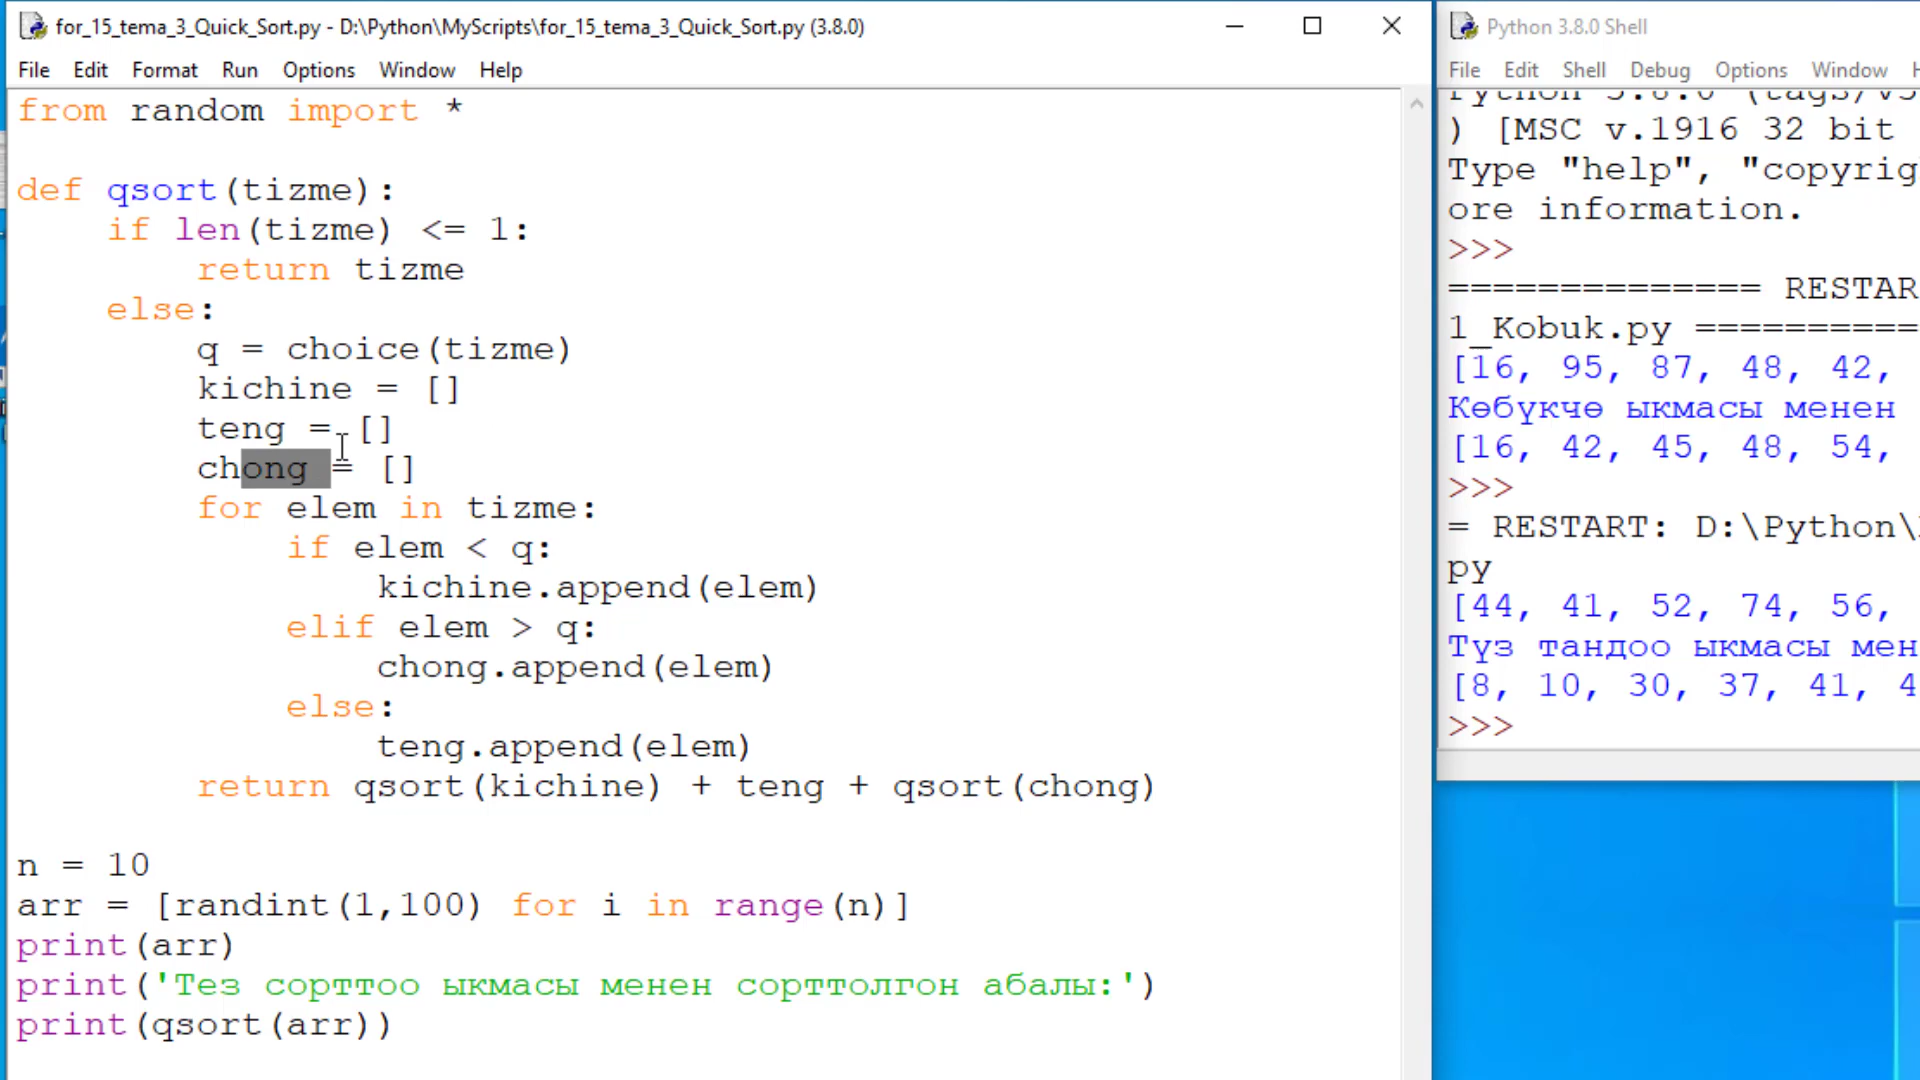 for_15_tema_3_Quick_Sort.py - D:\Python\MyScripts\for_15_tema_3_Quick_Sort.py (3.8.0)
File Edit Format Run Options Window Help
from random import *
def qsort(tizme):
if len(tizme) <= 1:
return tizme
else:
q = choice(tizme)
kichine = []
teng = []
chong = []
for elem in tizme:
if elem < q:
kichine.append(elem)
elif elem > q:
chong.append(elem)
else:
teng.append(elem)
return qsort(kichine) + teng + qsort(chong)
n = 10
arr = [randint(1,100) for i in range(n)]
print(arr)
print('Тез сорттоо ыкмасы менен сорттолгон абалы:')
print(qsort(arr))
Python 3.8.0 Shell
File Edit Shell Debug Options Window H
Python 3.8.0 (tags/v3
) [MSC v.1916 32 bit
Type "help", "copyrig
ore information.
>>>
============== RESTAR
1_Kobuk.py ==========
[16, 95, 87, 48, 42,
Көбүкчө ыкмасы менен
[16, 42, 45, 48, 54,
>>>
= RESTART: D:\Python\
py
[44, 41, 52, 74, 56,
Түз тандоо ыкмасы мен
[8, 10, 30, 37, 41, 4
>>>